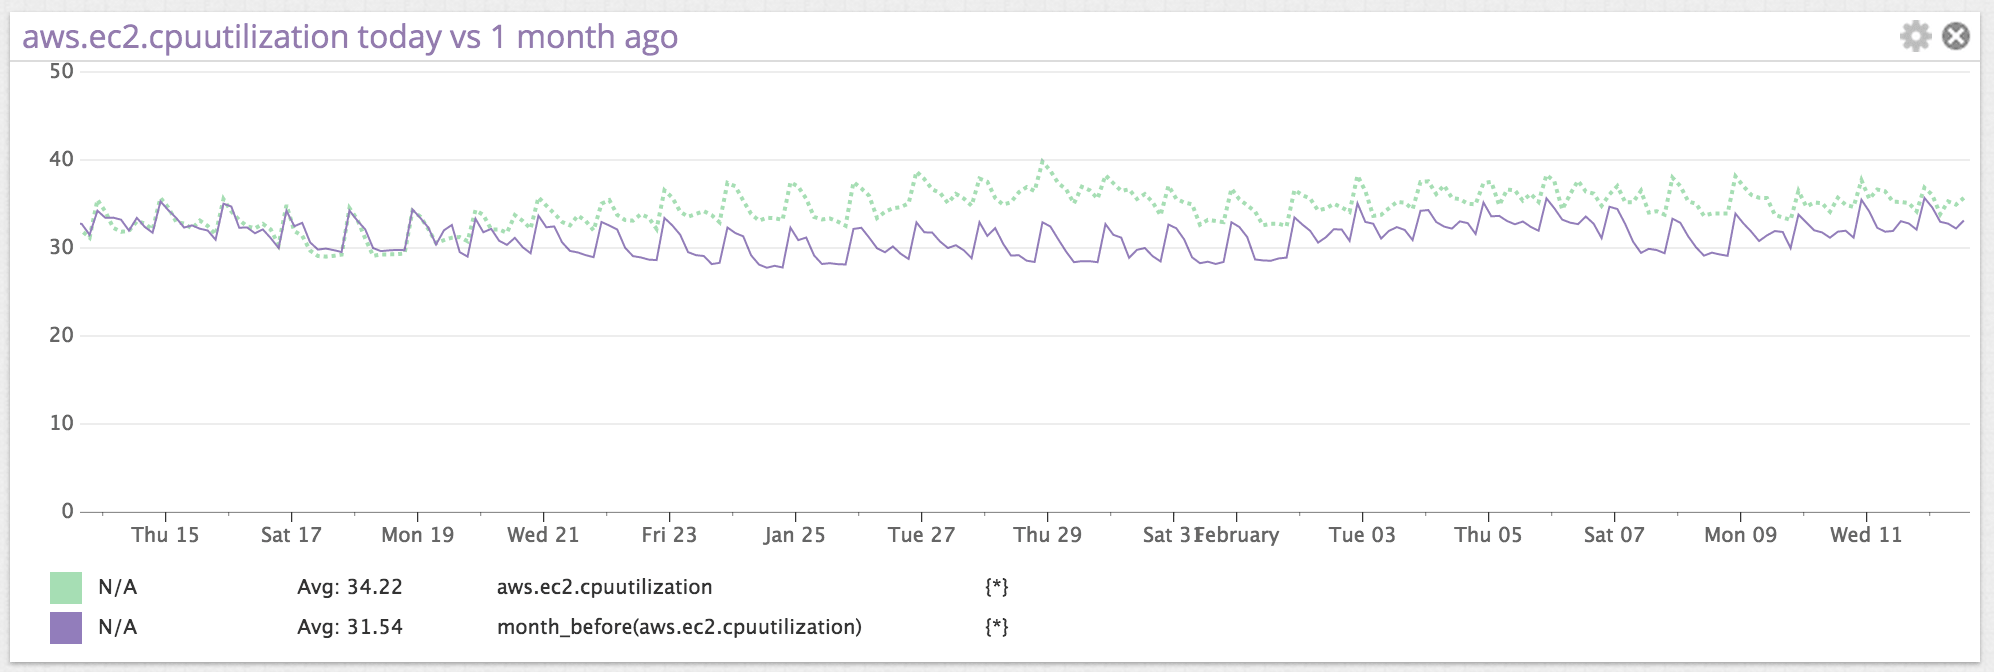 aws.ec2.cpuutilization today vs 1 month ago
50
40
30
20
10
0
Thu 15 Sat 17 Mon 19 Wed 21 Fri 23 Jan 25 Tue 27 Thu 29 Sat 31 February Tue 03 Thu 05 Sat 07 Mon 09 Wed 11
N/A Avg: 34.22 aws.ec2.cpuutilization {*}
N/A Avg: 31.54 month_before(aws.ec2.cpuutilization) {*}